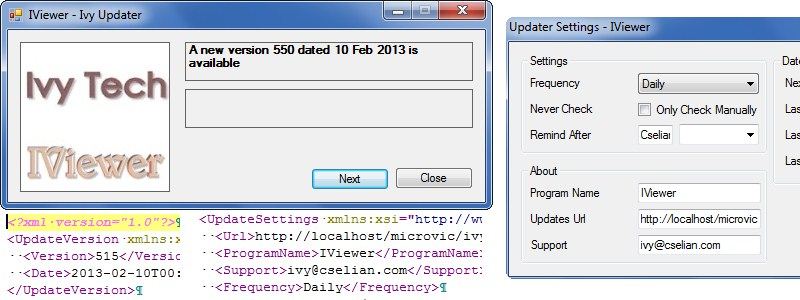 IViewer - Ivy Updater
Ivy Tech
IViewer
A new version 550 dated 10 Feb 2013 is
available
Next
Close
<?xml version="1.0"?>¶
<UpdateVersion xmlns:x
<Version>515</Versio
<Date>2013-02-10T00:
</UpdateVersion>¶
<UpdateSettings xmlns:xsi="http://ww
<Url>http://localhost/microvic/ivy
<ProgramName>IViewer</ProgramName>
<Support>ivy@cselian.com</Support>
<Frequency>Daily</Frequency>¶
Updater Settings - IViewer
Settings
Frequency
Daily
Never Check
Only Check Manually
Remind After
Cselian
About
Program Name
IViewer
Updates Url
http://localhost/microvic
Support
ivy@cselian.com
Date
Nex
Las
Las
Las